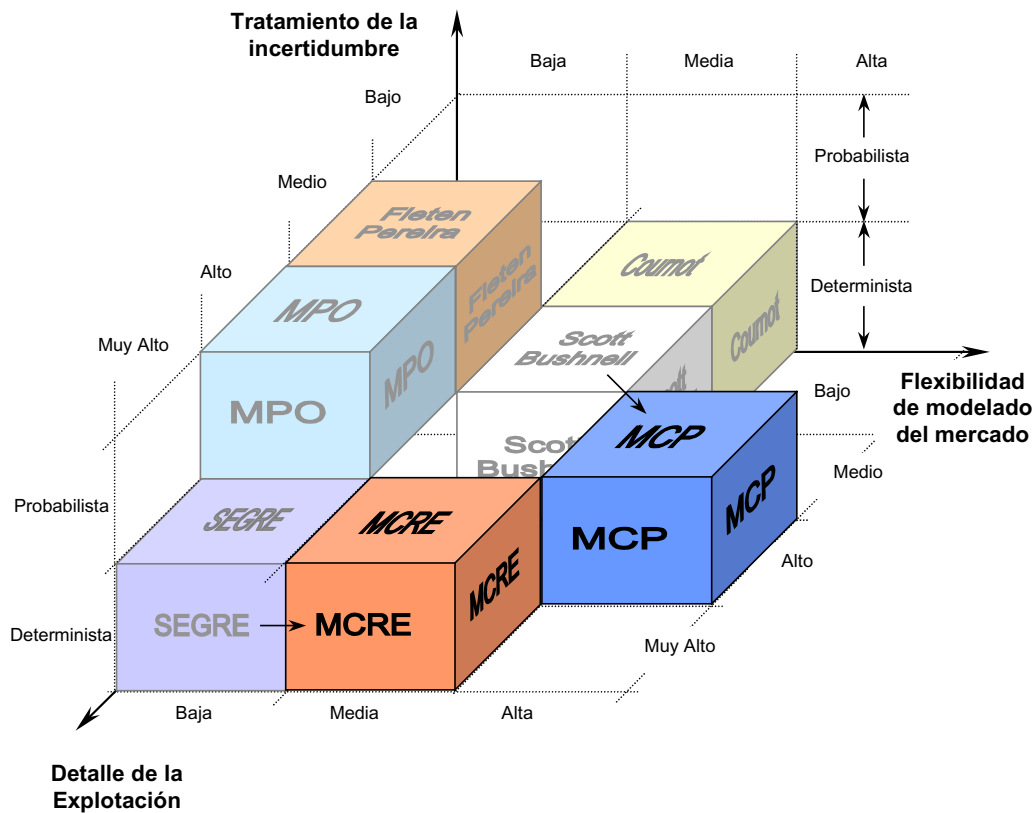 Tratamiento de la
incertidumbre
Baja
Media
Alta
Bajo
Probabilista
Medio
Fleten
Pereira
Alto
Cournot
Fleten
Pereira
Determinista
MPO
Muy Alto
Scott
Bushnell
Cournot
MPO
MPO
Bajo
Flexibilidad
de modelado
del mercado
MCP
Scott
Bushnell
Medio
Probabilista
SEGRE
MCRE
MCP
MCP
Alto
MCRE
Determinista
SEGRE
MCRE
Muy Alto
Baja
Media
Alta
Detalle de la
Explotación